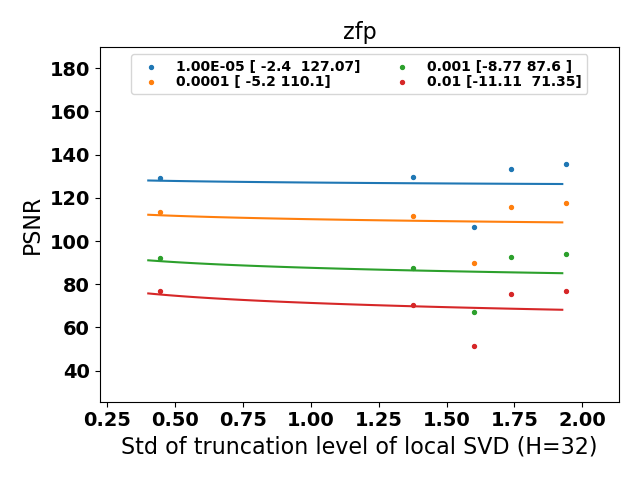 zfp
1.00E-05 [ -2.4  127.07]
0.0001 [ -5.2 110.1]
0.001 [-8.77 87.6 ]
0.01 [-11.11  71.35]
180
160
140
120
100
80
60
40
PSNR
0.25 0.50 0.75 1.00 1.25 1.50 1.75 2.00
Std of truncation level of local SVD (H=32)